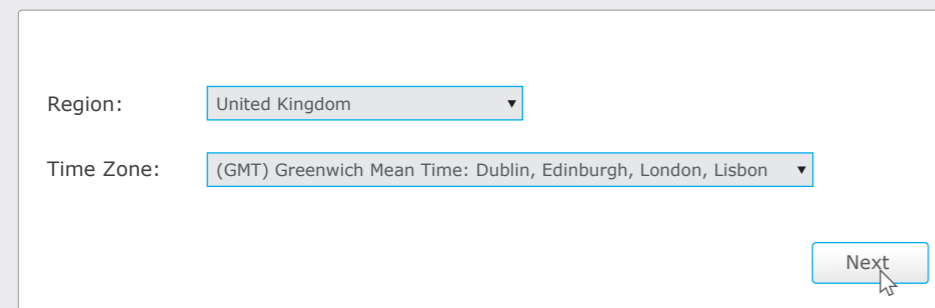 Region: United Kingdom
Time Zone: (GMT) Greenwich Mean Time: Dublin, Edinburgh, London, Lisbon
Next